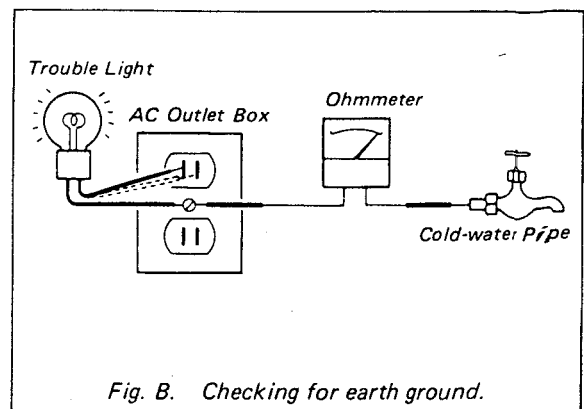 Trouble Light
AC Outlet Box
Ohmmeter
Cold-water Pipe
Fig. B. Checking for earth ground.